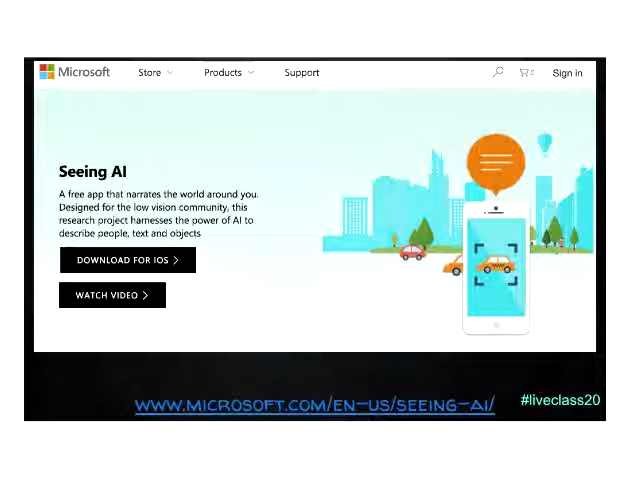 Microsoft Store Products Support Sign in
Seeing AI
A free app that narrates the world around you.
Designed for the low vision community, this
research project harnesses the power of AI to
describe people, text and objects
DOWNLOAD FOR IOS >
WATCH VIDEO >
WWW.MICROSOFT.COM/EN-US/SEEING-AI/
#liveclass20